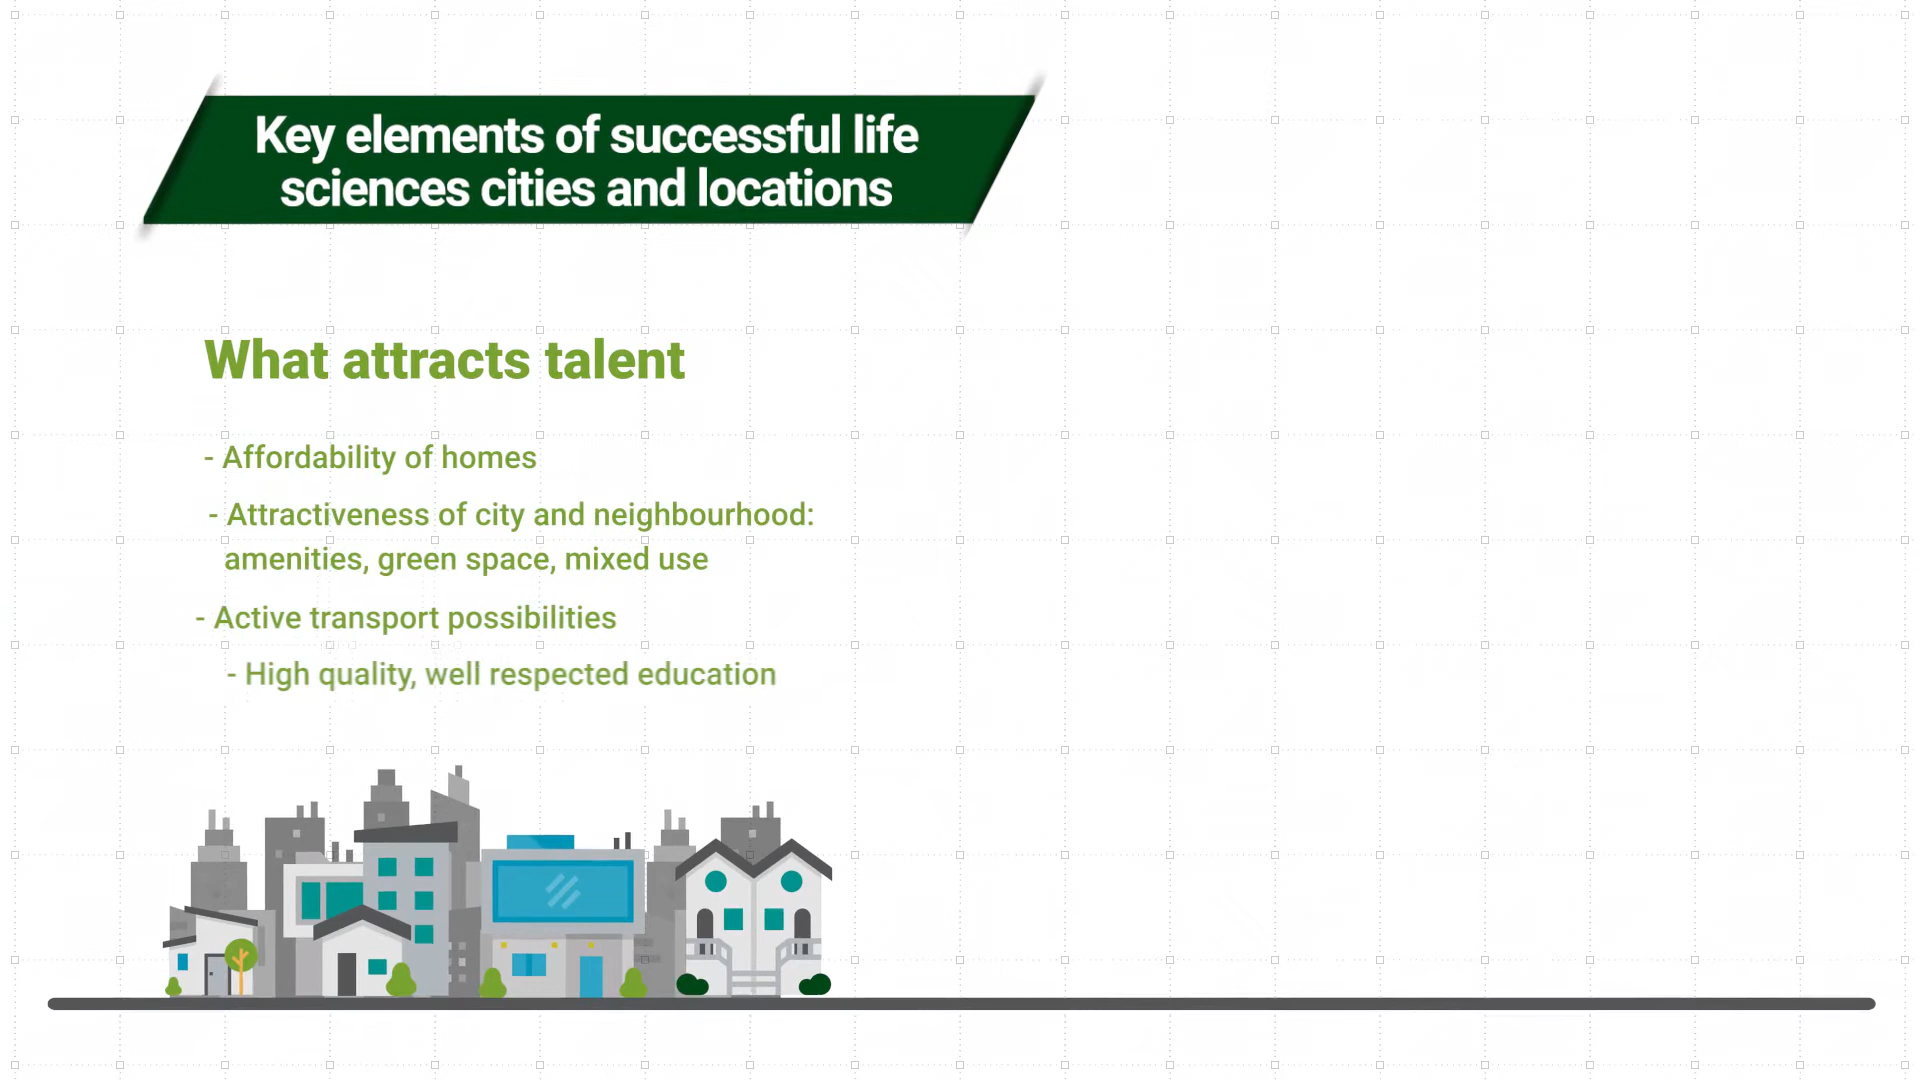 Key elements of successful life
sciences cities and locations
What attracts talent
- Affordability of homes
- Attractiveness of city and neighbourhood:
amenities, green space, mixed use
- Active transport possibilities
- High quality, well respected education